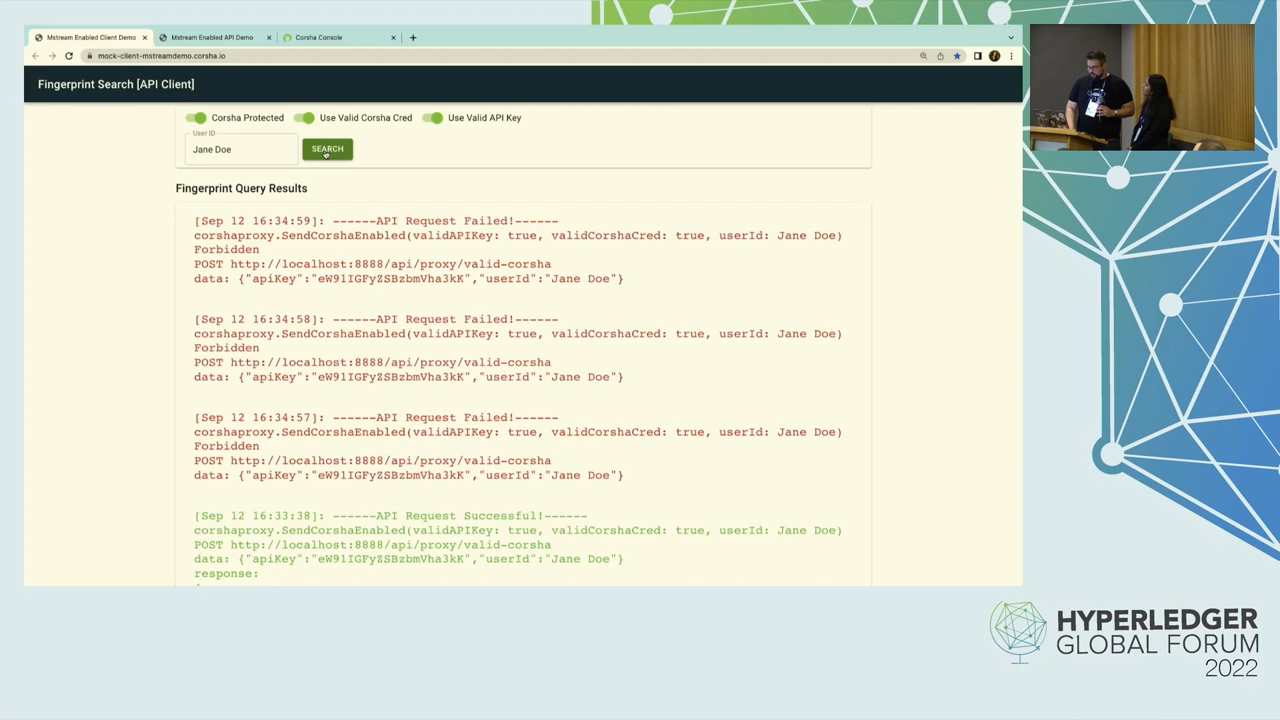 Mstream Enabled Client Demo
Mstream Enabled API Demo
Corsha Console
mock-client-mstreamdemo.corsha.io
Fingerprint Search [API Client]
Corsha Protected
Use Valid Corsha Cred
Use Valid API Key
User ID
Jane Doe
SEARCH
Fingerprint Query Results
[Sep 12 16:34:59]: ------API Request Failed!------
corshaproxy.SendCorshaEnabled(validAPIKey: true, validCorshaCred: true, userId: Jane Doe)
Forbidden
POST http://localhost:8888/api/proxy/valid-corsha
data: {"apiKey":"eW91IGFyZSBzbmVha3kK","userId":"Jane Doe"}
[Sep 12 16:34:58]: ------API Request Failed!------
corshaproxy.SendCorshaEnabled(validAPIKey: true, validCorshaCred: true, userId: Jane Doe)
Forbidden
POST http://localhost:8888/api/proxy/valid-corsha
data: {"apiKey":"eW91IGFyZSBzbmVha3kK","userId":"Jane Doe"}
[Sep 12 16:34:57]: ------API Request Failed!------
corshaproxy.SendCorshaEnabled(validAPIKey: true, validCorshaCred: true, userId: Jane Doe)
Forbidden
POST http://localhost:8888/api/proxy/valid-corsha
data: {"apiKey":"eW91IGFyZSBzbmVha3kK","userId":"Jane Doe"}
[Sep 12 16:33:38]: ------API Request Successful!------
corshaproxy.SendCorshaEnabled(validAPIKey: true, validCorshaCred: true, userId: Jane Doe)
POST http://localhost:8888/api/proxy/valid-corsha
data: {"apiKey":"eW91IGFyZSBzbmVha3kK","userId":"Jane Doe"}
response:
HYPERLEDGER
GLOBAL FORUM
2022